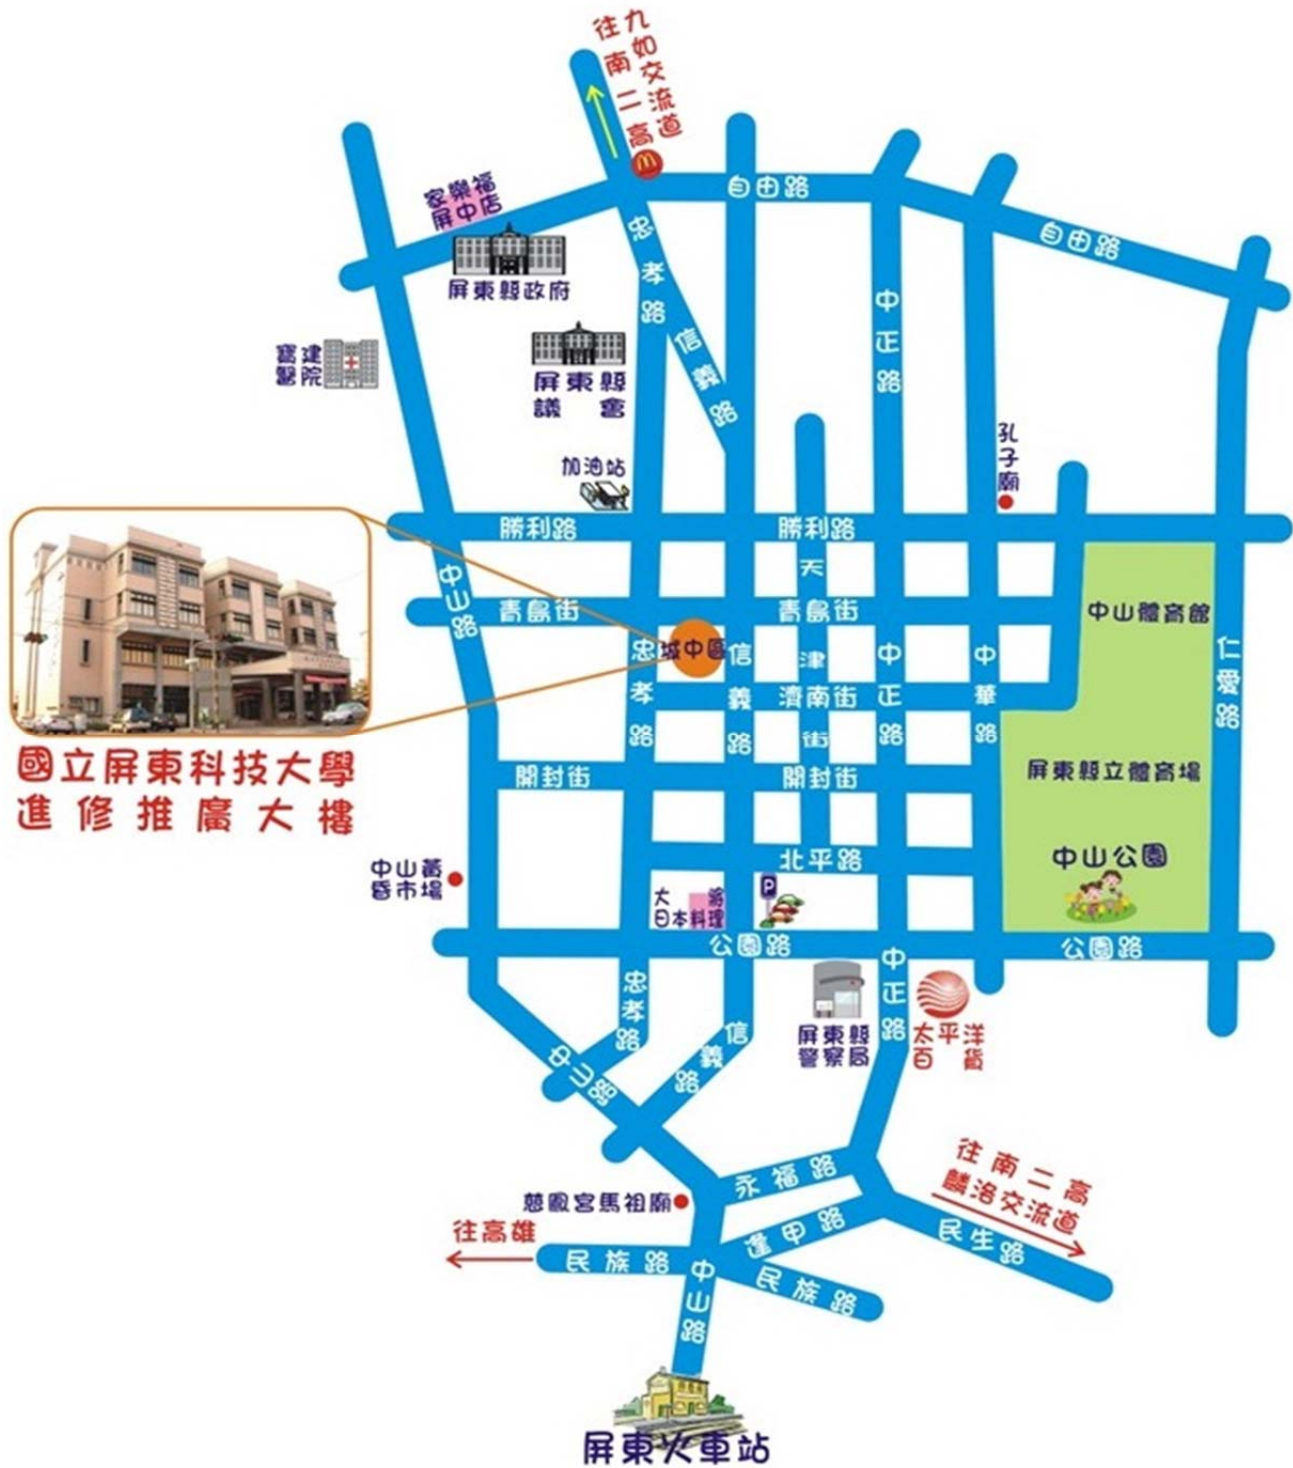 往南二高
九如交流道
家樂福
屏中店
自由路
自由路
屏東縣政府
忠孝路
中正路
信義路
寶建
醫院
屏東縣
議會
孔子廟
加油站
勝利路
勝利路
天津街
中山路
青島街
青島街
中山體育館
城中區
忠孝路
信義路
中正路
中華路
仁愛路
濟南街
國立屏東科技大學
進修推廣大樓
開封街
開封街
屏東縣立體育場
北平路
中山公園
中山黃
昏市場
P
大將
日本料理
公園路
公園路
忠孝路
中正路
信義路
屏東縣
警察局
太平洋
百貨
中山路
永福路
往南二高
麟洛交流道
慈鳳宮馬祖廟
往高雄
逢甲路
民生路
民族路
民族路
中山路
屏東火車站